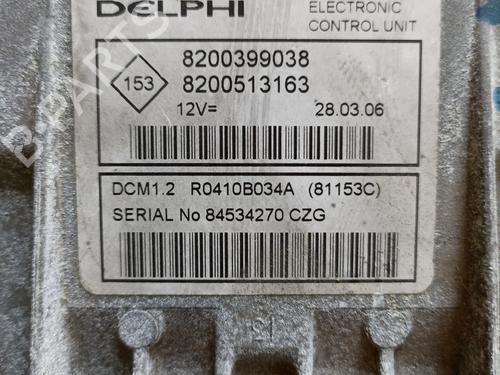 DELPHI
ELECTRONIC
CONTROL UNIT
153
8200399038
8200513163
12V=
28.03.06
DCM1.2 R0410B034A (81153C)
SERIAL No 84534270 CZG
B-PARTS